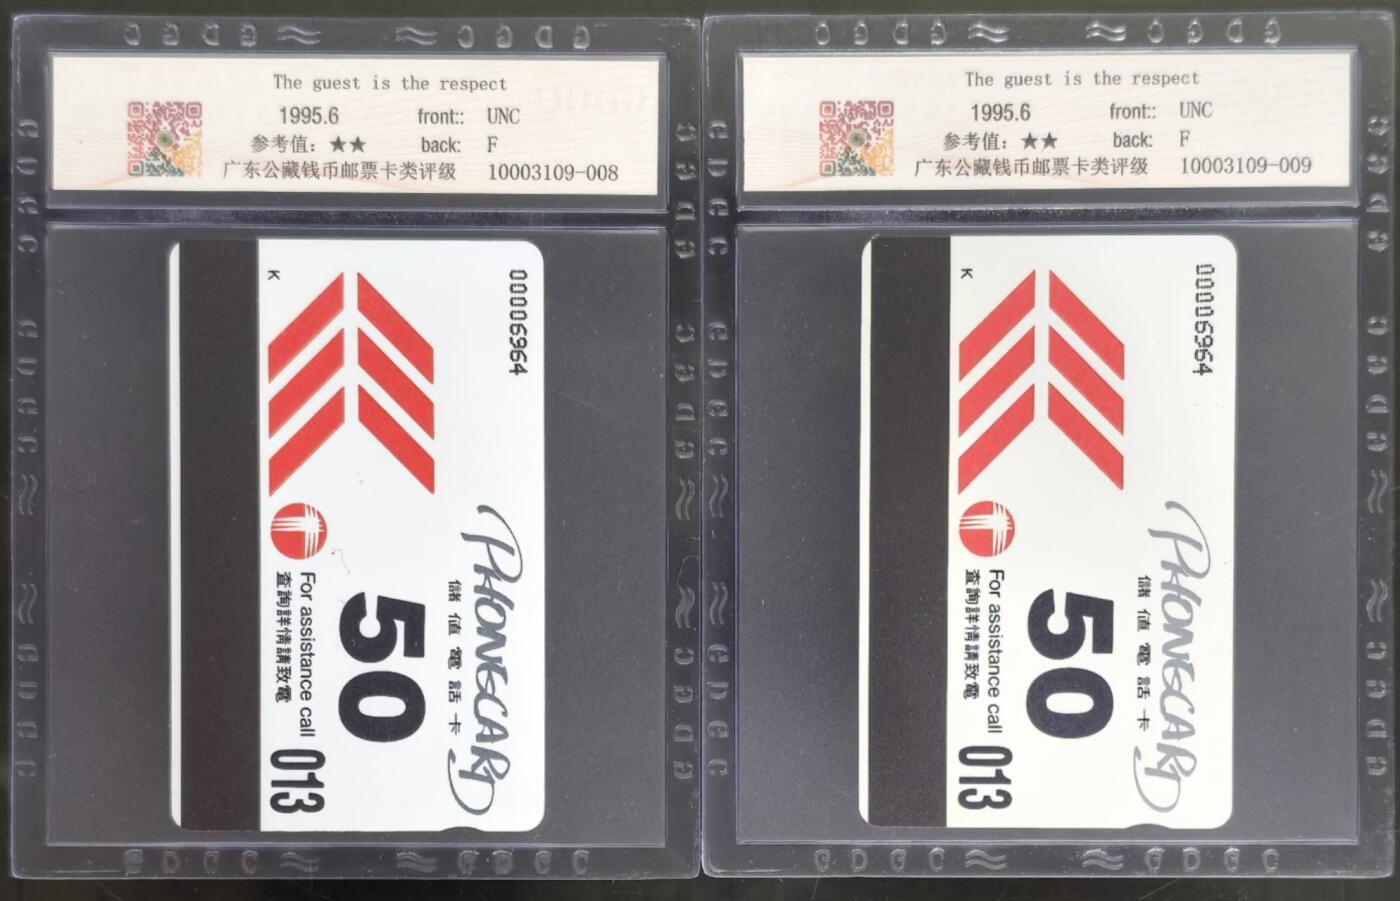 The guest is the respect
1995.6 front:: UNC
参考值：★★ back: F
广东公藏钱币邮票卡类评级 10003109-008
K
00006964
PHONECARD
儲值電話卡
50
For assistance call
查詢詳情請致電
013
The guest is the respect
1995.6 front:: UNC
参考值：★★ back: F
广东公藏钱币邮票卡类评级 10003109-009
K
00006964
PHONECARD
儲值電話卡
50
For assistance call
查詢詳情請致電
013